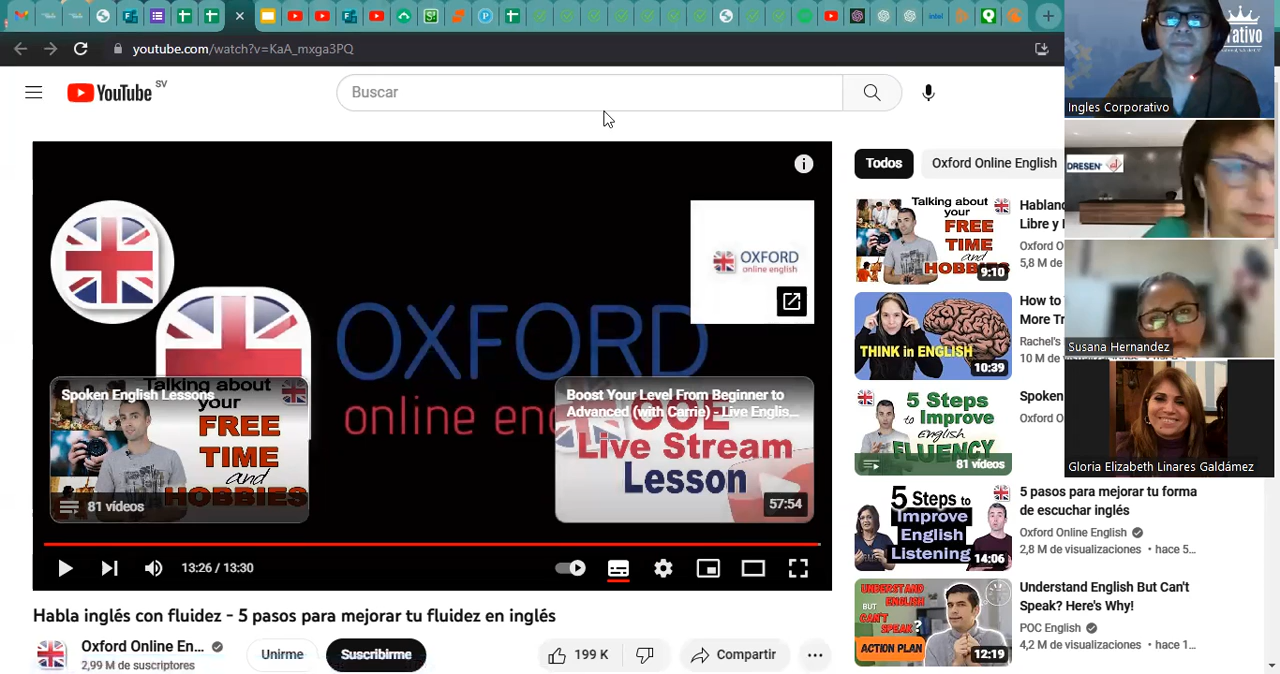 youtube.com/watch?v=KaA_mxga3PQ
YouTube SV
Buscar
OXFORD
online en
OXFORD
online english
Spoken English Lessons
Talking about
your
FREE
TIME
and
HOBBIES
81 vídeos
Boost Your Level From Beginner to
Advanced (with Carrie) - Live Englis...
OOE
Live Stream
Lesson
57:54
13:26 / 13:30
Habla inglés con fluidez - 5 pasos para mejorar tu fluidez en inglés
Oxford Online En...
2,99 M de suscriptores
Unirme
Suscribirme
199 K
Compartir
Todos
Oxford Online English
Talking about
your
FREE
TIME
and
HOBBIES
9:10
Hablan
Libre y
Oxford O
5,8 M de
THINK in ENGLISH
10:39
How to
More Tr
Rachel's
10 M de
5 Steps
to Improve
english
FLUENCY
81 vídeos
Spoken
Oxford O
5 Steps to
Improve
English
Listening
14:06
5 pasos para mejorar tu forma
de escuchar inglés
Oxford Online English
2,8 M de visualizaciones • hace 5...
UNDERSTAND
ENGLISH
BUT
CAN'T
SPEAK?
ACTION PLAN
12:19
Understand English But Can't
Speak? Here's Why!
POC English
4,2 M de visualizaciones • hace 1...
rativo
Ingles Corporativo
DRESEN
Susana Hernandez
Gloria Elizabeth Linares Galdámez